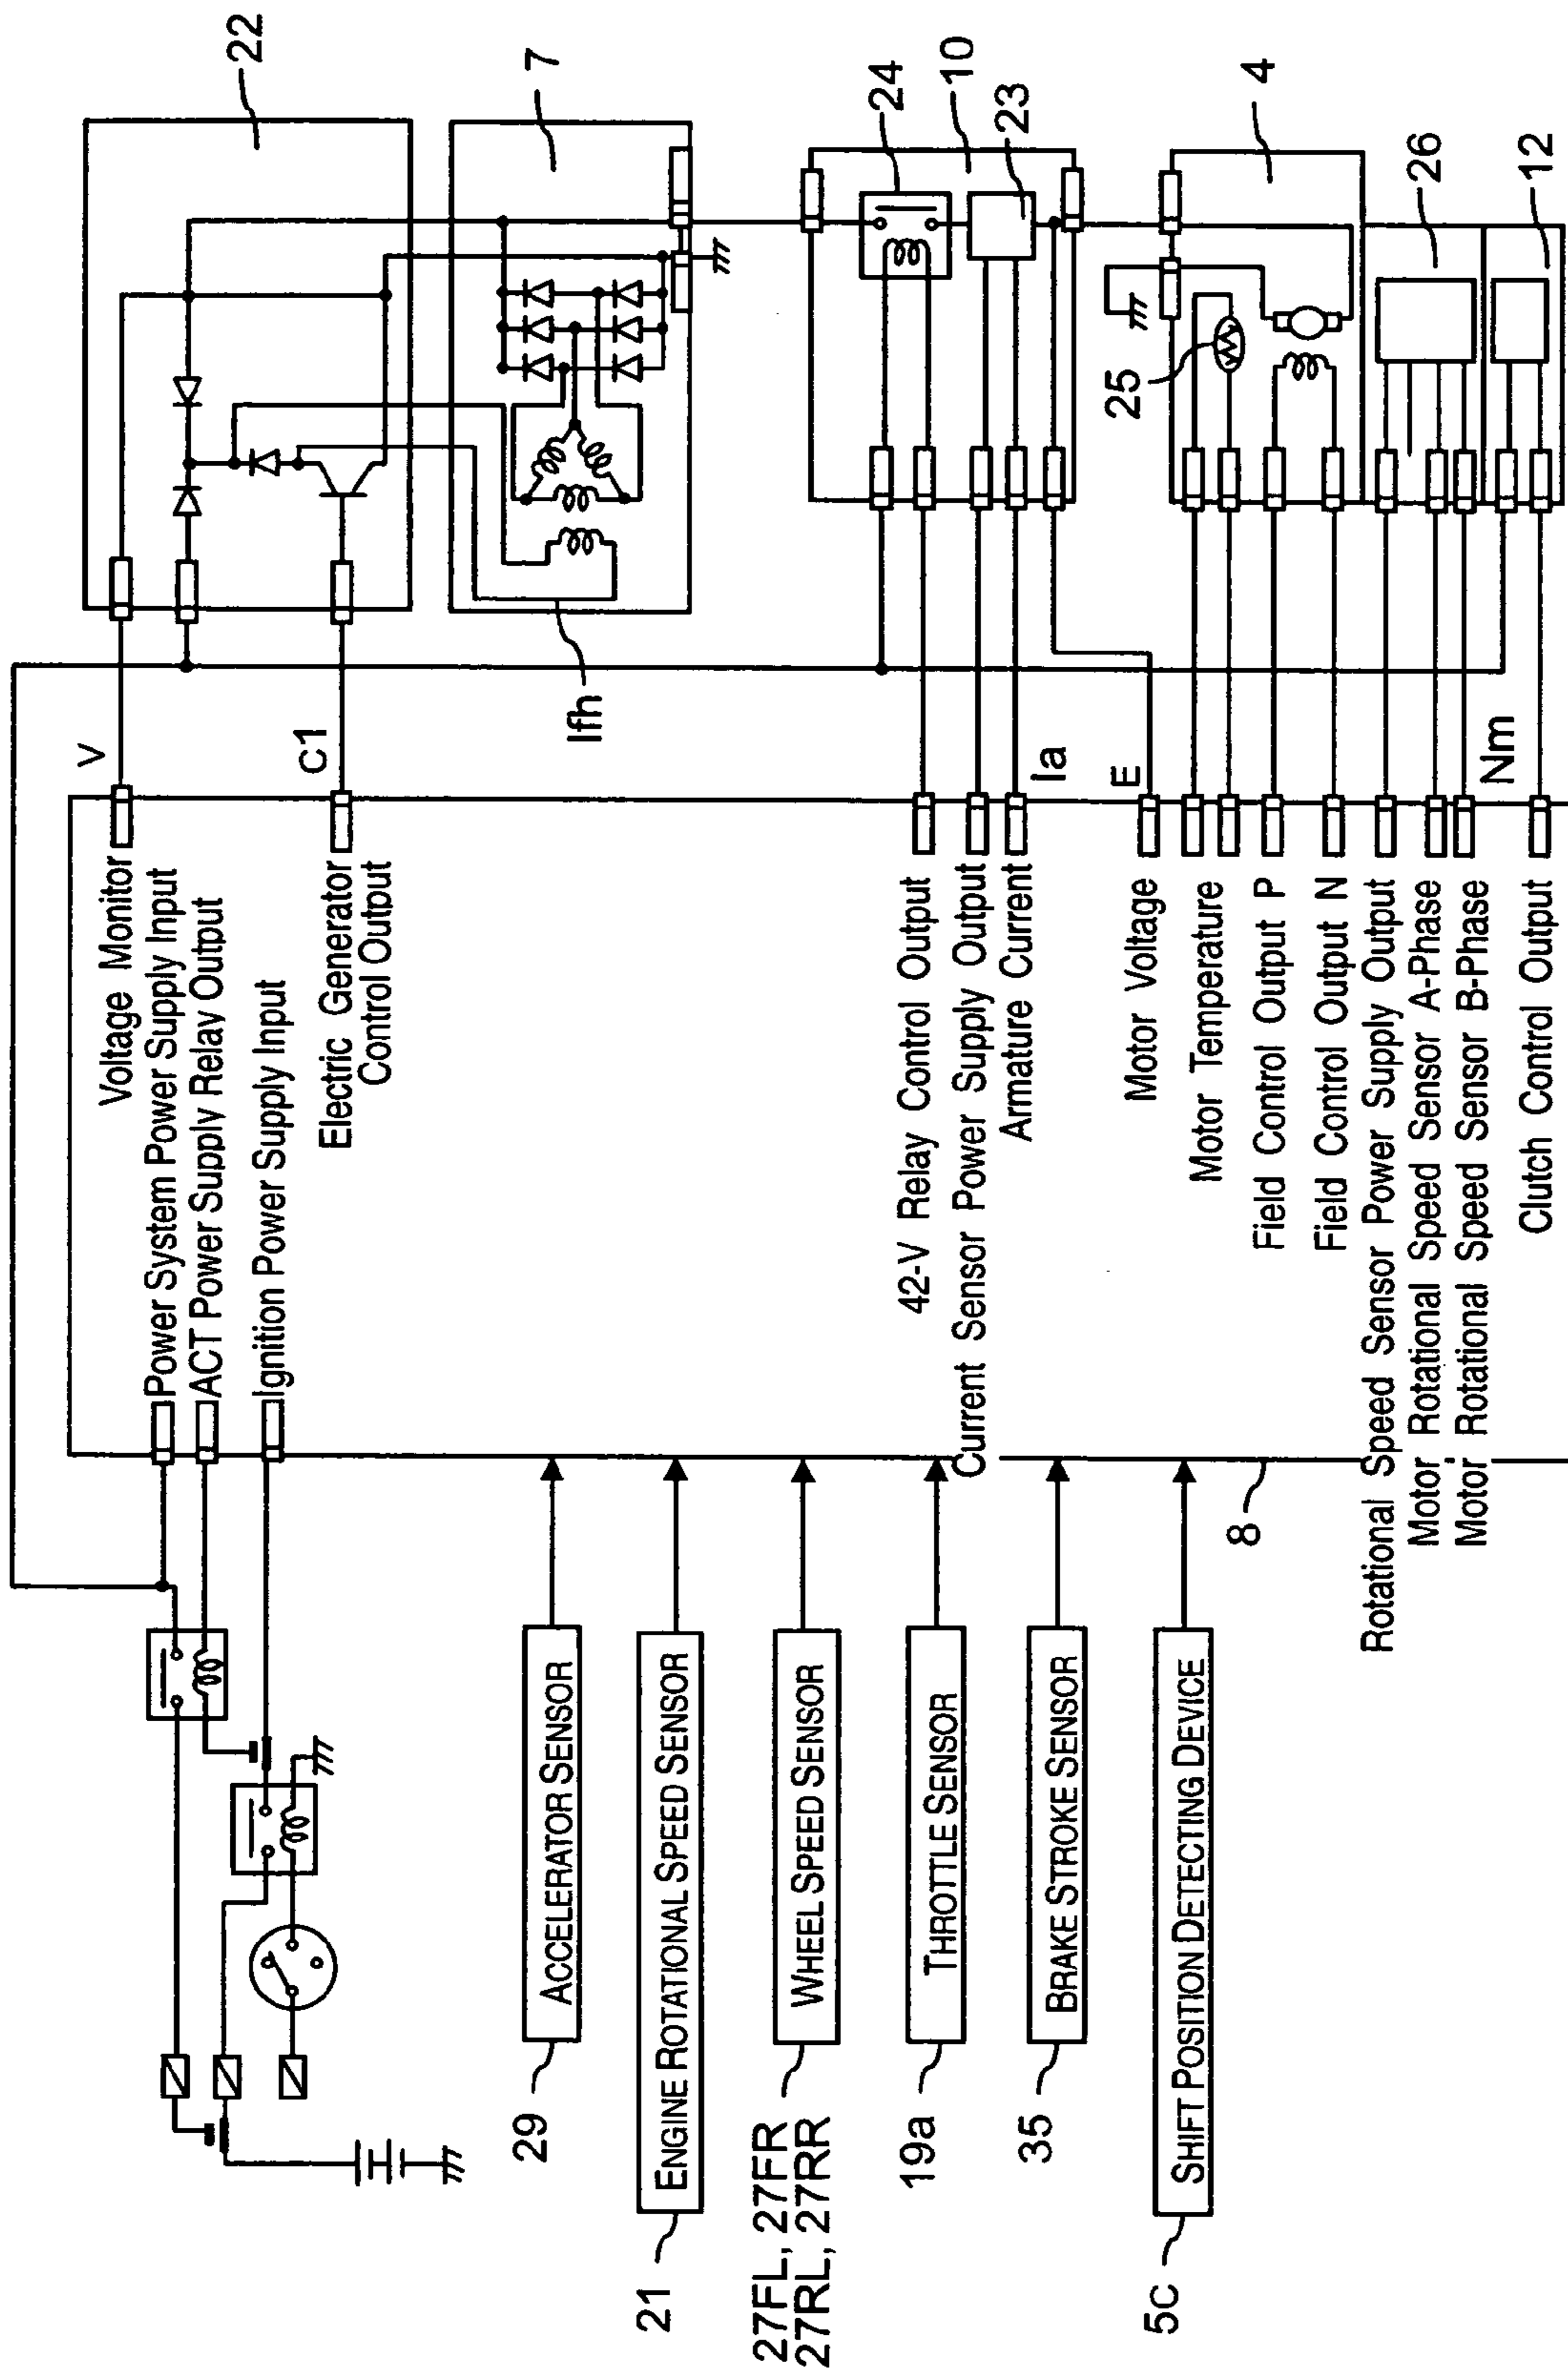 22
7
24
10
23
4
26
12
25
Ifh
V
C1
Ia
E
Nm
Voltage Monitor
Power System Power Supply Input
ACT Power Supply Relay Output
Ignition Power Supply Input
Electric Generator
Control Output
42-V Relay Control Output
Current Sensor Power Supply Output
Armature Current
Motor Voltage
Motor Temperature
Field Control Output P
Field Control Output N
Rotational Speed Sensor Power Supply Output
Motor Rotational Speed Sensor A-Phase
Motor Rotational Speed Sensor B-Phase
Clutch Control Output
8
ACCELERATOR SENSOR
29
ENGINE ROTATIONAL SPEED SENSOR
21
WHEEL SPEED SENSOR
27FL, 27FR
27RL, 27RR
THROTTLE SENSOR
19a
BRAKE STROKE SENSOR
35
SHIFT POSITION DETECTING DEVICE
5C